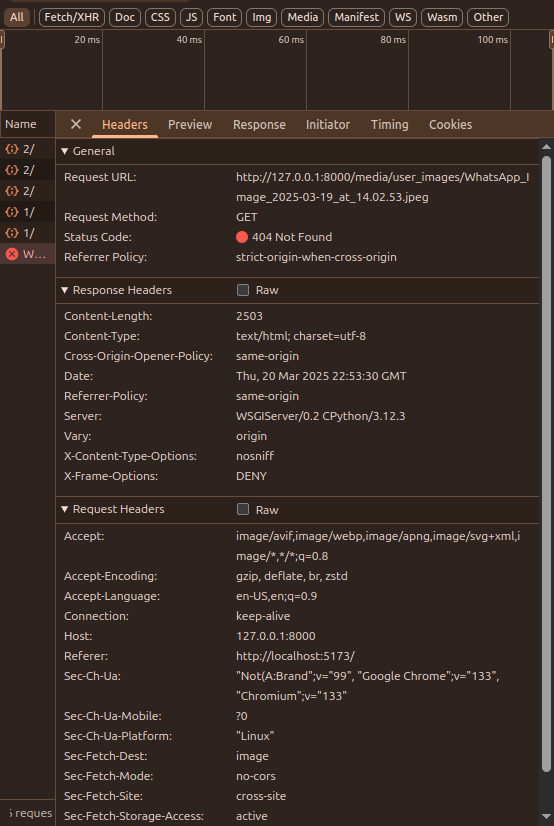 All Fetch/XHR Doc CSS JS Font Img Media Manifest WS Wasm Other
20 ms 40 ms 60 ms 80 ms 100 ms
Name Headers Preview Response Initiator Timing Cookies
2/
2/
2/
1/
1/
W...
General
Request URL: http://127.0.0.1:8000/media/user_images/WhatsApp_I
mage_2025-03-19_at_14.02.53.jpeg
Request Method: GET
Status Code: 404 Not Found
Referrer Policy: strict-origin-when-cross-origin
Response Headers Raw
Content-Length: 2503
Content-Type: text/html; charset=utf-8
Cross-Origin-Opener-Policy: same-origin
Date: Thu, 20 Mar 2025 22:53:30 GMT
Referrer-Policy: same-origin
Server: WSGIServer/0.2 CPython/3.12.3
Vary: origin
X-Content-Type-Options: nosniff
X-Frame-Options: DENY
Request Headers Raw
Accept: image/avif,image/webp,image/apng,image/svg+xml,i
mage/*,*/*;q=0.8
Accept-Encoding: gzip, deflate, br, zstd
Accept-Language: en-US,en;q=0.9
Connection: keep-alive
Host: 127.0.0.1:8000
Referer: http://localhost:5173/
Sec-Ch-Ua: "Not(A:Brand";v="99", "Google Chrome";v="133",
"Chromium";v="133"
Sec-Ch-Ua-Mobile: ?0
Sec-Ch-Ua-Platform: "Linux"
Sec-Fetch-Dest: image
Sec-Fetch-Mode: no-cors
Sec-Fetch-Site: cross-site
Sec-Fetch-Storage-Access: active
reques